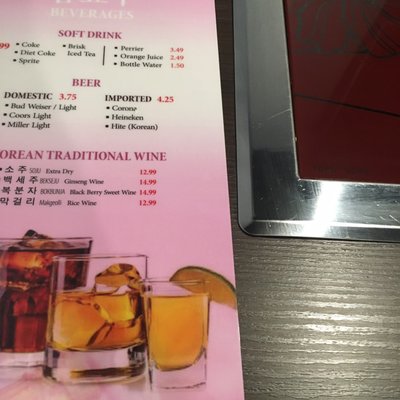 BEVERAGES
SOFT DRINK
.99 • Coke • Brisk • Perrier 3.49
• Diet Coke Iced Tea • Orange Juice 2.49
• Sprite • Bottle Water 1.50
BEER
DOMESTIC 3.75 IMPORTED 4.25
• Bud Weiser / Light • Corona
• Coors Light • Heineken
• Miller Light • Hite (Korean)
KOREAN TRADITIONAL WINE
• 소주 SOJU Extra Dry 12.99
백세주 BEKSEJU Ginseng Wine 14.99
복분자 BOKBUNJA Black Berry Sweet Wine 14.99
막걸리 Makgeoli Rice Wine 12.99